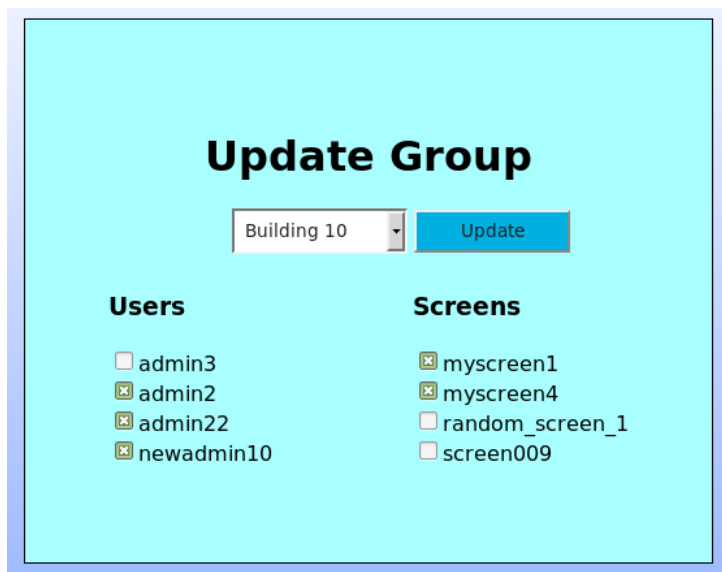 Update Group
Building 10
Update
Users
admin3
admin2
admin22
newadmin10
Screens
myscreen1
myscreen4
random_screen_1
screen009